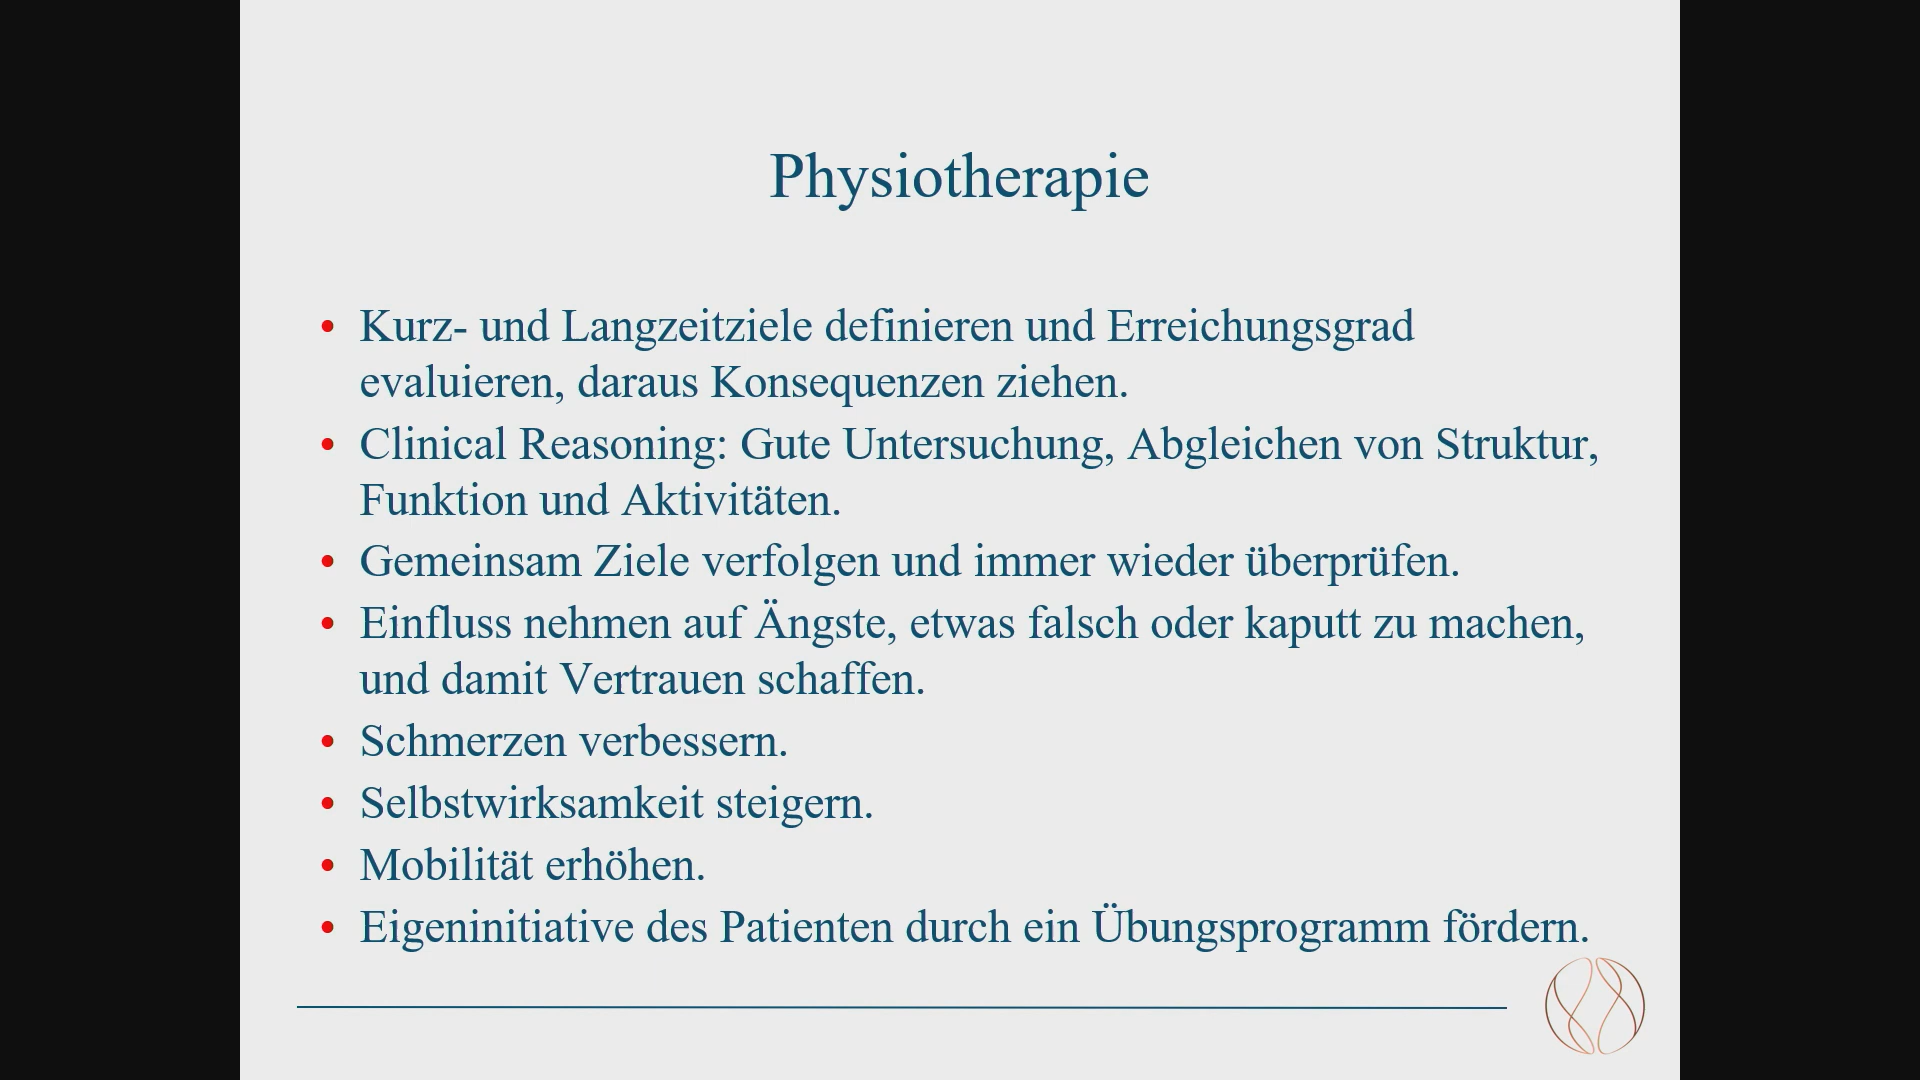 Physiotherapie
• Kurz- und Langzeitziele definieren und Erreichungsgrad
evaluieren, daraus Konsequenzen ziehen.
• Clinical Reasoning: Gute Untersuchung, Abgleichen von Struktur,
Funktion und Aktivitäten.
• Gemeinsam Ziele verfolgen und immer wieder überprüfen.
• Einfluss nehmen auf Ängste, etwas falsch oder kaputt zu machen,
und damit Vertrauen schaffen.
• Schmerzen verbessern.
• Selbstwirksamkeit steigern.
• Mobilität erhöhen.
• Eigeninitiative des Patienten durch ein Übungsprogramm fördern.